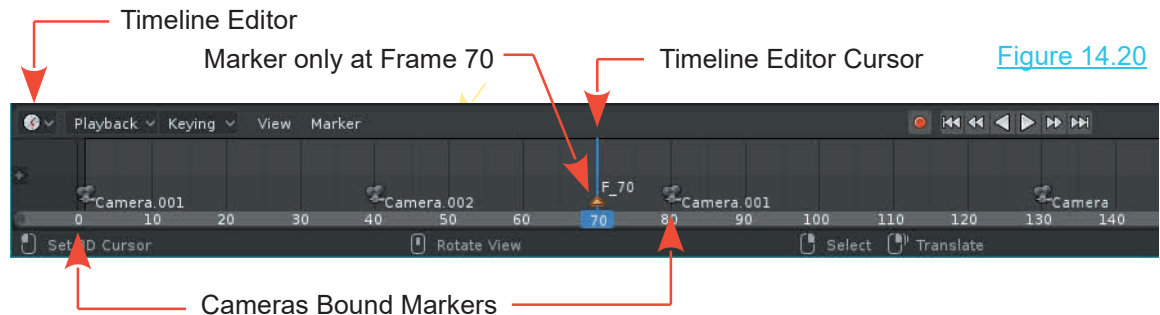 Timeline Editor
Marker only at Frame 70
Timeline Editor Cursor
Figure 14.20
Playback Keying View Marker
F_70
Camera.001 Camera.002 Camera.001 Camera
0 10 20 30 40 50 60 70 80 90 100 110 120 130 140
Set 3D Cursor Rotate View Select Translate
Cameras Bound Markers